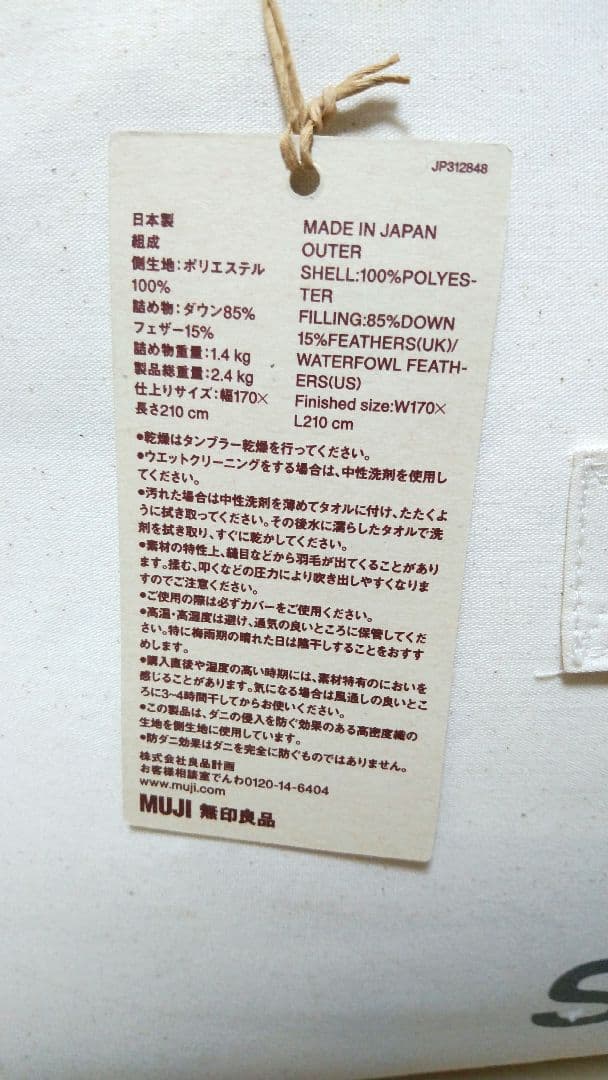 JP312848
日本製
組成
側生地:ポリエステル
100%
詰め物:ダウン85%
フェザー15%
詰め物重量:1.4 kg
製品総重量:2.4 kg
仕上りサイズ:幅170×
長さ210 cm
MADE IN JAPAN
OUTER
SHELL:100%POLYES-
TER
FILLING:85%DOWN
15%FEATHERS(UK)/
WATERFOWL FEATH-
ERS(US)
Finished size:W170×
L210 cm
●乾燥はタンブラー乾燥を行ってください。
●ウエットクリーニングをする場合は、中性洗剤を使用し
てください。
●汚れた場合は中性洗剤を薄めてタオルに付け、たたくよ
うに拭き取ってください。その後水に濡らしたタオルで洗
剤を拭き取り、すぐに乾かしてください。
●素材の特性上、縫目などから羽毛が出てくることがあり
ます。揉む、叩くなどの圧力により吹き出しやすくなりま
すのでご注意ください。
●ご使用の際は必ずカバーをご使用ください。
●高温・高湿度は避け、通気の良いところに保管してくだ
さい。特に梅雨期の晴れた日は陰干しすることをおすす
めします。
●購入直後や湿度の高い時期には、素材特有のにおいを
感じることがあります。気になる場合は風通しの良いとこ
ろに3~4時間干してからお使いください。
●この製品は、ダニの侵入を防ぐ効果のある高密度織の
生地を側生地に使用しています。
●防ダニ効果はダニを完全に防ぐものではありません。
株式会社良品計画
お客様相談室でんわ0120-14-6404
www.muji.com
MUJI 無印良品
S